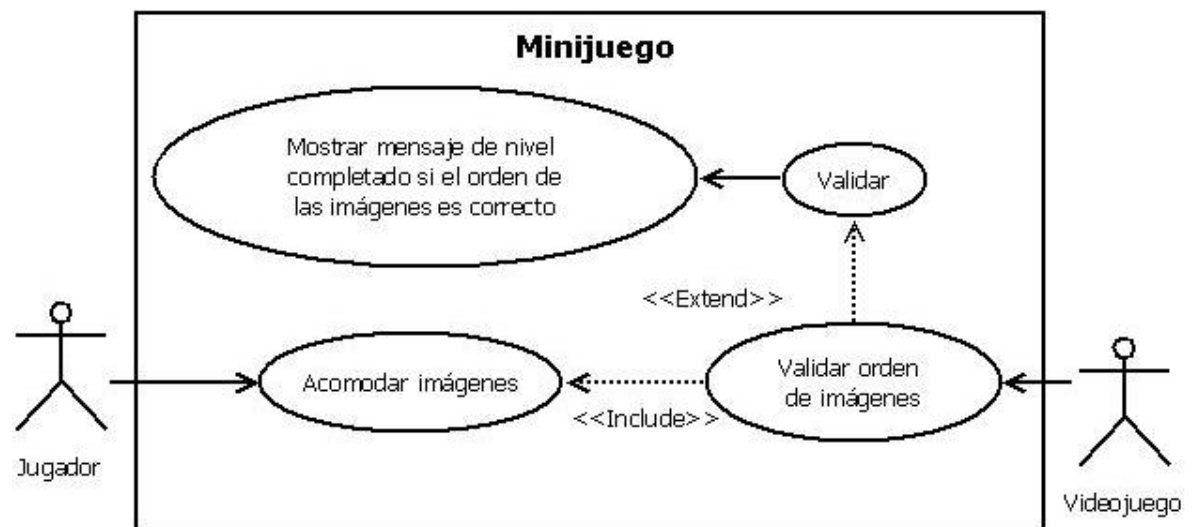 Minijuego
Mostrar mensaje de nivel
completado si el orden de
las imágenes es correcto
Validar
<<Extend>>
Acomodar imágenes
Validar orden
de imágenes
<<Include>>
Jugador
Videojuego